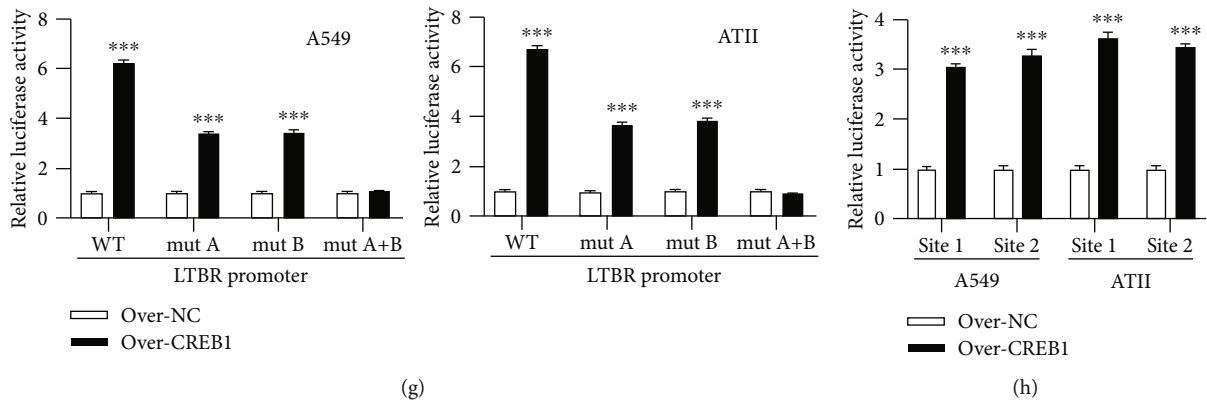 Relative luciferase activity
8
6
4
2
0
A549
***
***
***
WT
mut A
mut B
mut A+B
LTBR promoter
Over-NC
Over-CREB1
Relative luciferase activity
8
6
4
2
0
ATII
***
***
***
WT
mut A
mut B
mut A+B
LTBR promoter
(g)
Relative luciferase activity
4
3
2
1
0
***
***
***
***
Site 1
Site 2
Site 1
Site 2
A549
ATII
Over-NC
Over-CREB1
(h)